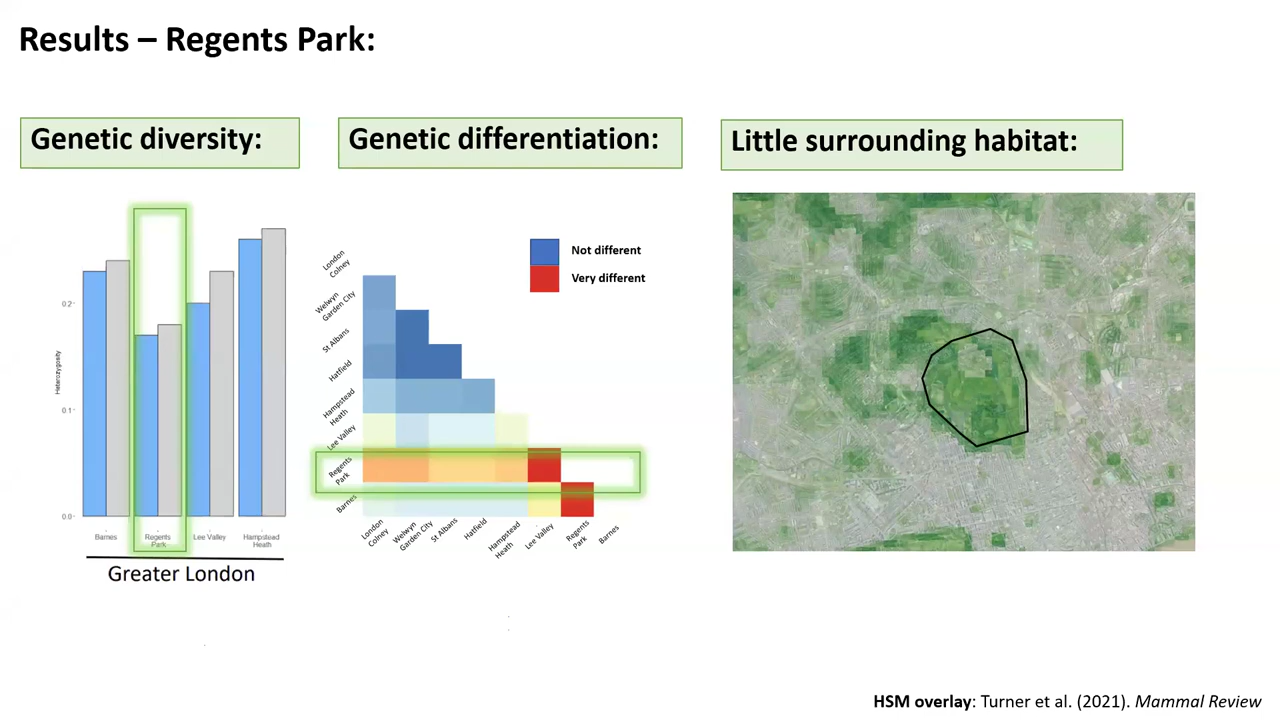 Results – Regents Park:
Genetic diversity:
Genetic differentiation:
Little surrounding habitat:
Heterozygosity
0.2
0.1
0.0
Barnes
Regents
Park
Lee Valley
Hampstead
Heath
Greater London
Not different
Very different
London
Colney
Welwyn
Garden City
St Albans
Hatfield
Hampstead
Heath
Lee Valley
Regents
Park
Barnes
London
Colney
Welwyn
Garden City
St Albans
Hatfield
Hampstead
Heath
Lee Valley
Regents
Park
Barnes
HSM overlay: Turner et al. (2021). Mammal Review